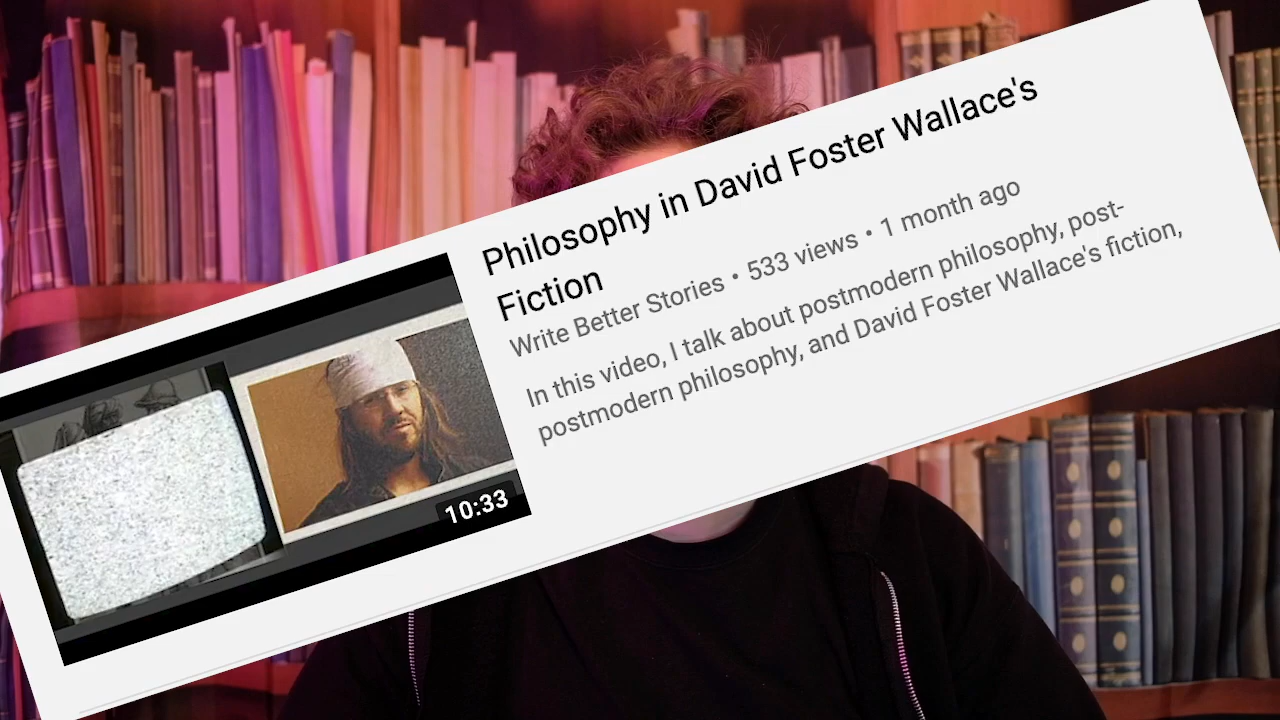 Philosophy in David Foster Wallace's
Fiction
Write Better Stories • 533 views • 1 month ago
In this video, I talk about postmodern philosophy, post-
postmodern philosophy, and David Foster Wallace's fiction,
10:33